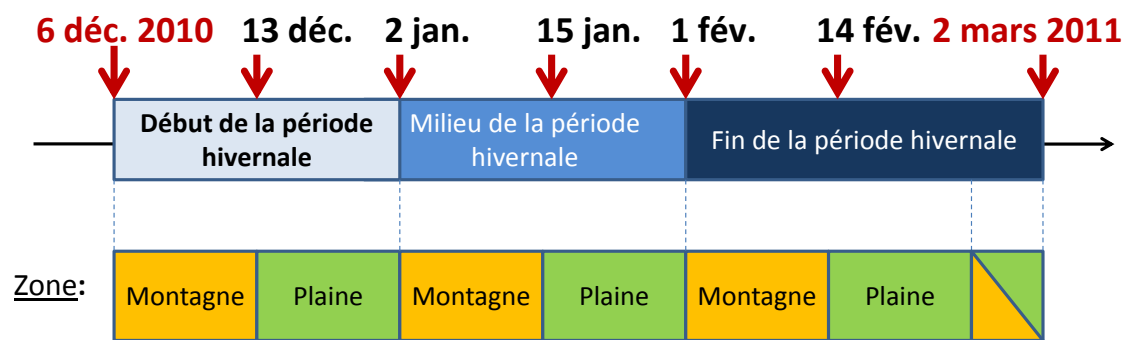 6 déc. 2010 13 déc. 2 jan. 15 jan. 1 fév. 14 fév. 2 mars 2011
Début de la période
hivernale
Milieu de la période
hivernale
Fin de la période hivernale
Zone: Montagne Plaine Montagne Plaine Montagne Plaine